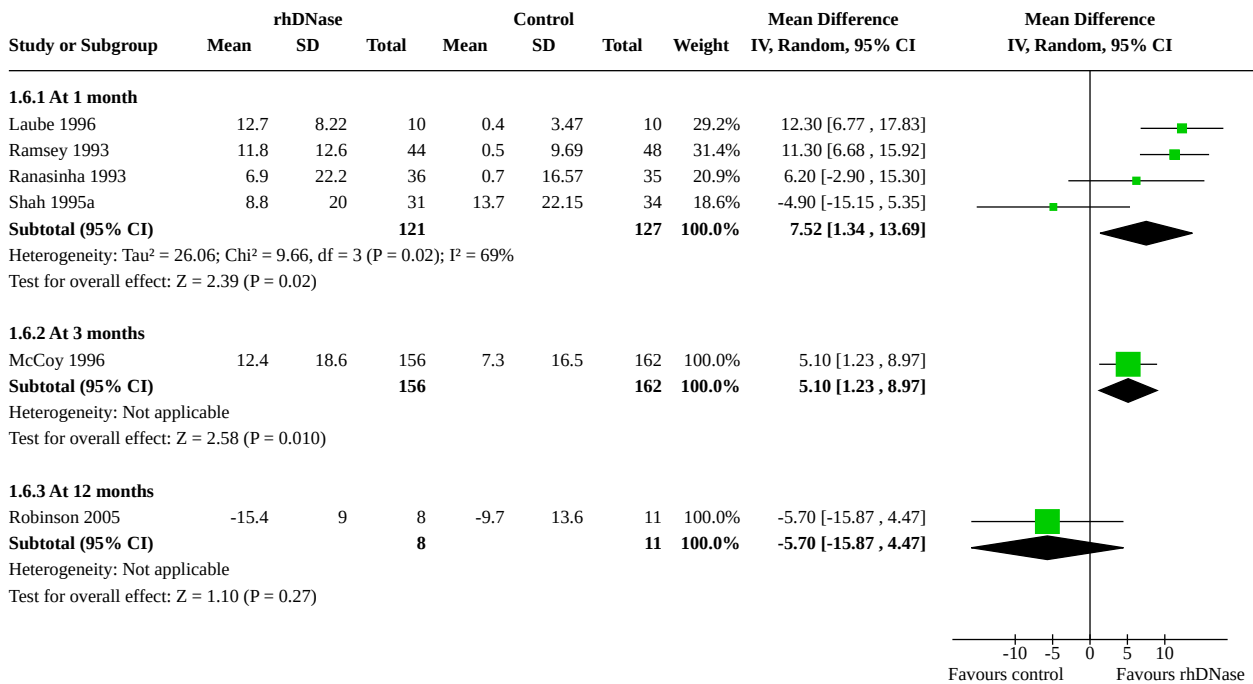 rhDNase Control Mean Difference Mean Difference
Study or Subgroup Mean SD Total Mean SD Total Weight IV, Random, 95% CI IV, Random, 95% CI
1.6.1 At 1 month
Laube 1996 12.7 8.22 10 0.4 3.47 10 29.2% 12.30 [6.77 , 17.83]
Ramsey 1993 11.8 12.6 44 0.5 9.69 48 31.4% 11.30 [6.68 , 15.92]
Ranasinha 1993 6.9 22.2 36 0.7 16.57 35 20.9% 6.20 [-2.90 , 15.30]
Shah 1995a 8.8 20 31 13.7 22.15 34 18.6% -4.90 [-15.15 , 5.35]
Subtotal (95% CI) 121 127 100.0% 7.52 [1.34 , 13.69]
Heterogeneity: Tau² = 26.06; Chi² = 9.66, df = 3 (P = 0.02); I² = 69%
Test for overall effect: Z = 2.39 (P = 0.02)
1.6.2 At 3 months
McCoy 1996 12.4 18.6 156 7.3 16.5 162 100.0% 5.10 [1.23 , 8.97]
Subtotal (95% CI) 156 162 100.0% 5.10 [1.23 , 8.97]
Heterogeneity: Not applicable
Test for overall effect: Z = 2.58 (P = 0.010)
1.6.3 At 12 months
Robinson 2005 -15.4 9 8 -9.7 13.6 11 100.0% -5.70 [-15.87 , 4.47]
Subtotal (95% CI) 8 11 100.0% -5.70 [-15.87 , 4.47]
Heterogeneity: Not applicable
Test for overall effect: Z = 1.10 (P = 0.27)
-10 -5 0 5 10
Favours control Favours rhDNase